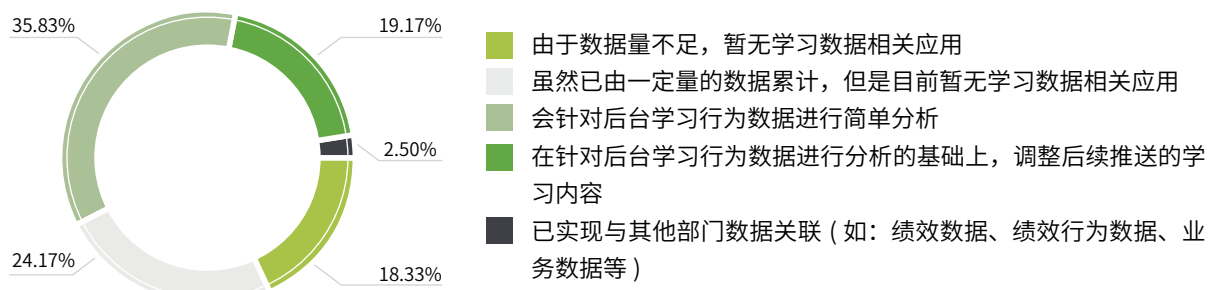 35.83%
19.17%
2.50%
24.17%
18.33%
由于数据量不足，暂无学习数据相关应用
虽然已由一定量的数据累计，但是目前暂无学习数据相关应用
会针对后台学习行为数据进行简单分析
在针对后台学习行为数据进行分析的基础上，调整后续推送的学
习内容
已实现与其他部门数据关联 ( 如：绩效数据、绩效行为数据、业
务数据等 )